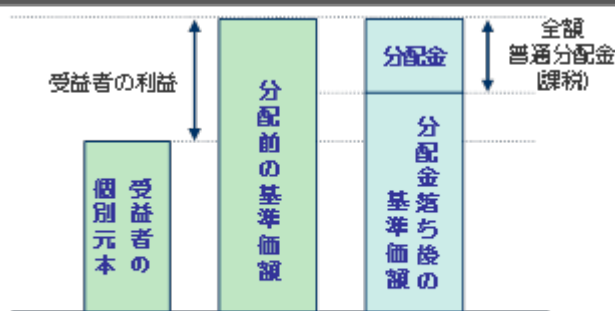 全額
普通分配金
(課税)
受益者の利益
分配金
分配前の基準価額
受益者の
個別元本
分配金落ち後の
基準価額